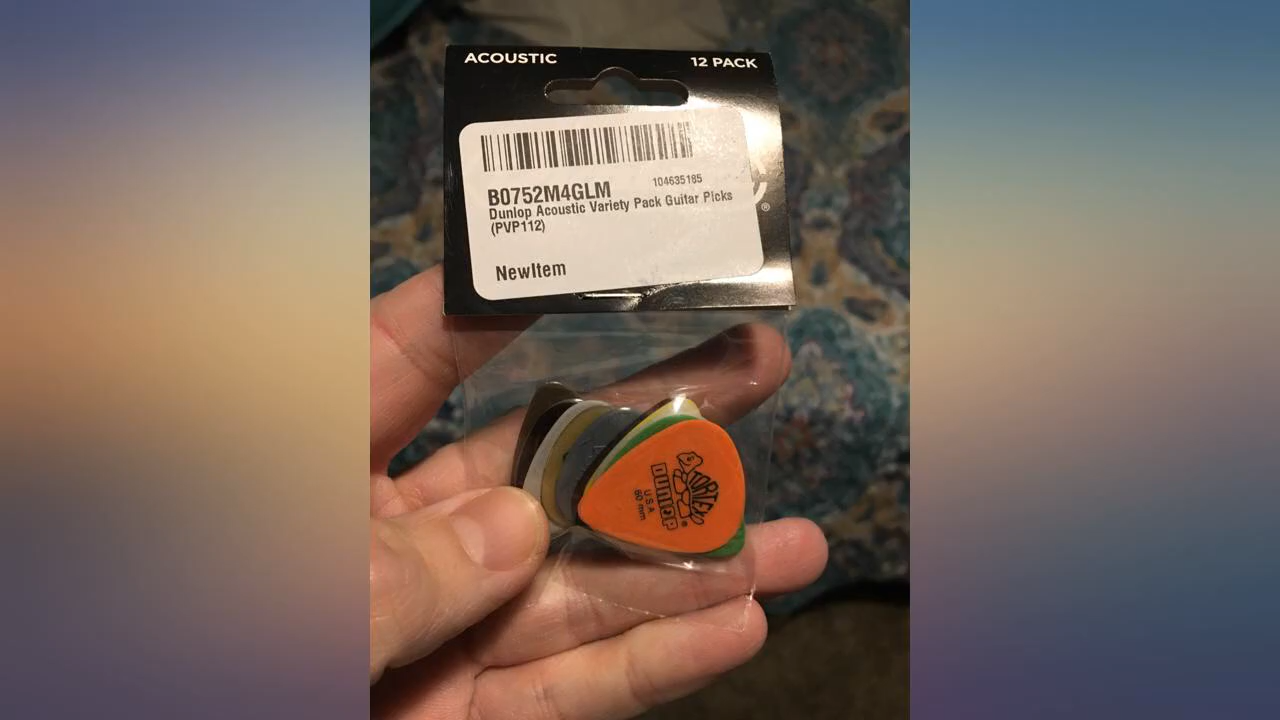 ACOUSTIC 12 PACK
B0752M4GLM 104635185
Dunlop Acoustic Variety Pack Guitar Picks
(PVP112)
NewItem
®
TORTEX
DUNLOP®
U.S.A
60 mm